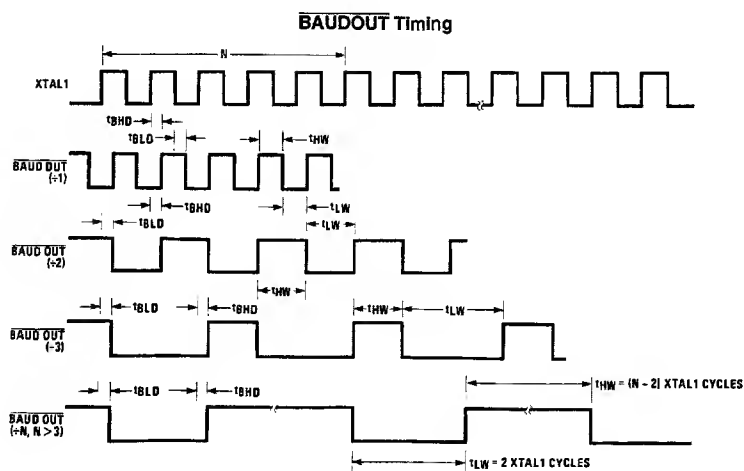 BAUDOUT Timing
N
XTAL1
tBHD
tBLD
tHW
BAUD OUT
(÷1)
tBHD
tLW
tBLD
tLW
BAUD OUT
(÷2)
tHW
tBLD
tBHD
tHW
tLW
BAUD OUT
(÷3)
tBLD
tBHD
tHW = (N - 2) XTAL1 CYCLES
BAUD OUT
(÷N, N > 3)
tLW = 2 XTAL1 CYCLES